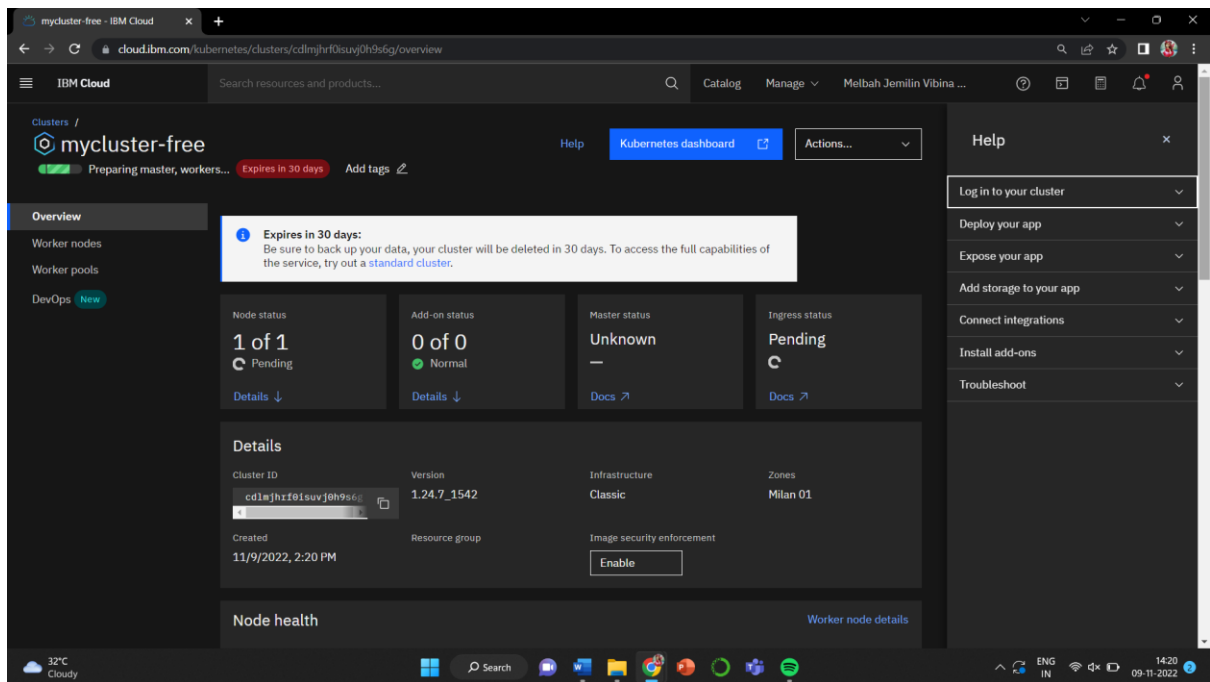 mycluster-free - IBM Cloud
cloud.ibm.com/kubernetes/clusters/cdlmjhrf0isuvj0h9s6g/overview
IBM Cloud
Search resources and products...
Catalog
Manage
Melbah Jemilin Vibina ...
Clusters /
mycluster-free
Preparing master, workers...
Expires in 30 days
Add tags
Help
Kubernetes dashboard
Actions...
Overview
Worker nodes
Worker pools
DevOps New
Expires in 30 days:
Be sure to back up your data, your cluster will be deleted in 30 days. To access the full capabilities of
the service, try out a standard cluster.
Node status
1 of 1
Pending
Details ↓
Add-on status
0 of 0
Normal
Details ↓
Master status
Unknown
—
Docs ↗
Ingress status
Pending
Docs ↗
Details
Cluster ID
cdlmjhrf0isuvj0h9s6g
Version
1.24.7_1542
Infrastructure
Classic
Zones
Milan 01
Created
11/9/2022, 2:20 PM
Resource group
Image security enforcement
Enable
Node health
Worker node details
Help
Log in to your cluster
Deploy your app
Expose your app
Add storage to your app
Connect integrations
Install add-ons
Troubleshoot
32°C
Cloudy
Search
ENG
IN
14:20
09-11-2022
2